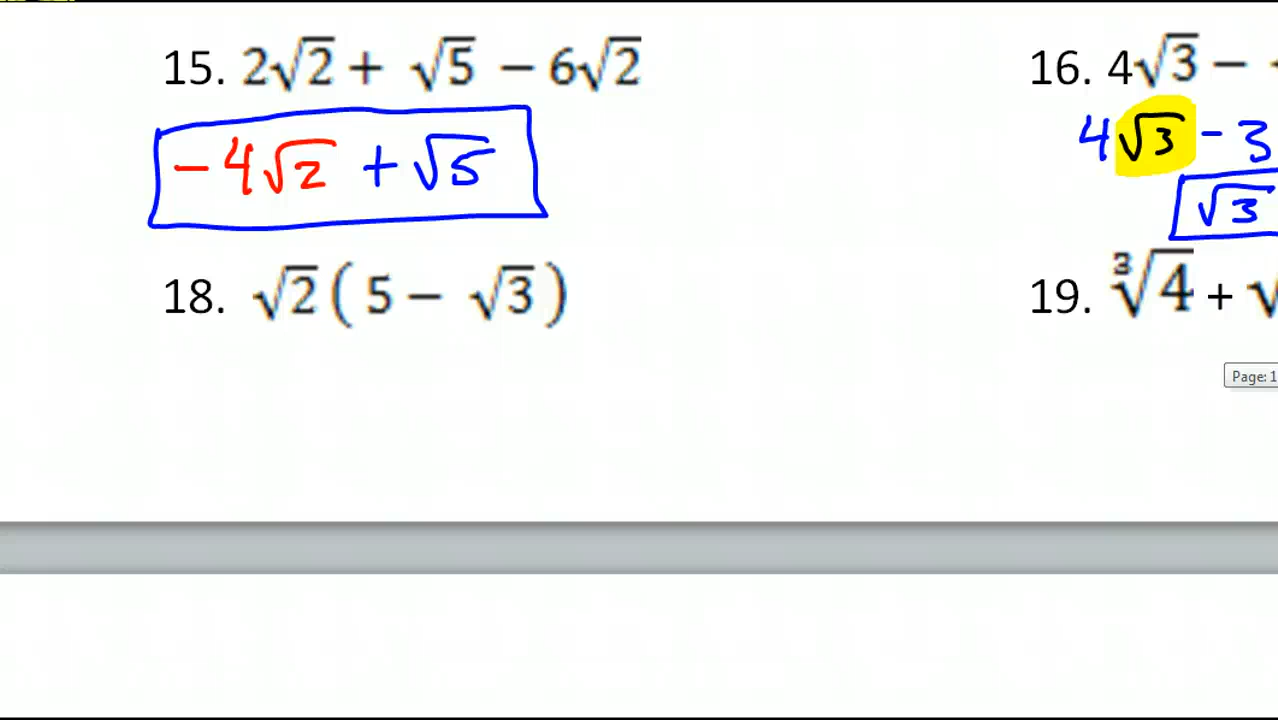 15. 2√2 + √5 − 6√2
16. 4√3 −
−4√2 + √5
4√3 − 3
√3
18. √2 ( 5 − √3 )
19. ∛4 + √
Page: 1